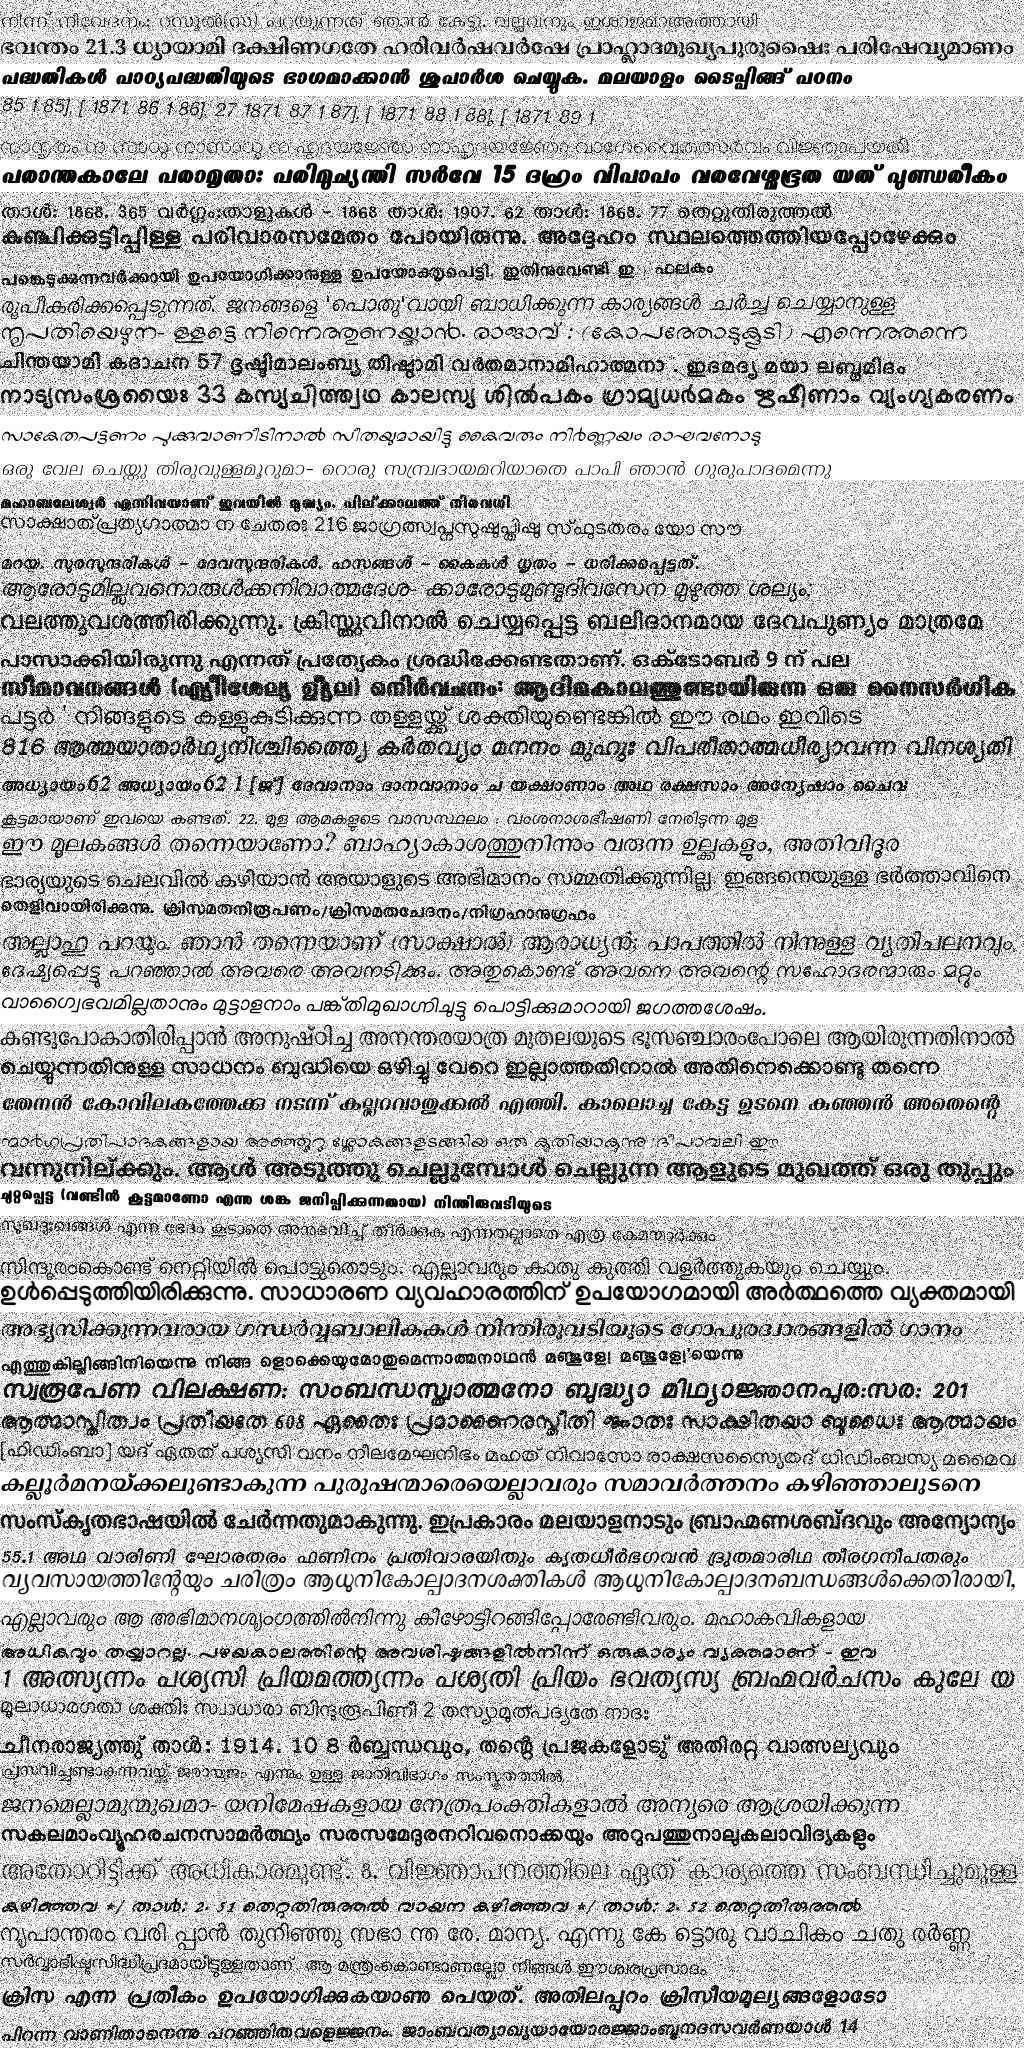 നിന്ന് നിവേദനം: റസൂൽ(സ) പറയുന്നത് ഞാൻ കേട്ടു. വല്ലവനും ഇശാജമാഅത്തായി
ഭവന്തം 21.3 ധ്യായാമി ദക്ഷിണഗതേ ഹരിവർഷവർഷേ പ്രാഹ്ലാദമുഖ്യപുരുഷൈഃ പരിഷേവ്യമാണം
പദ്ധതികൾ പാഠ്യപദ്ധതിയുടെ ഭാഗമാക്കാൻ ശുപാർശ ചെയ്യുക. മലയാളം ടൈപ്പിങ്ങ് പഠനം
85 1 85], [ 1871 86 1 86], 27 1871 87 1 87], [ 1871 88 1 88], [ 1871 89 1
വാഗേവൈതത്സർവം വിജ്ഞാപയതി
പരാന്തകാലേ പരാമൃതാഃ പരിമുച്യന്തി സർവേ 15 ദഹ്രം വിപാപം വരവേശ്മഭൂത യത് പുണ്ഡരീകം
താൾ: 1868. 365 വർഗ്ഗം:താളുകൾ - 1868 താൾ: 1907. 62 താൾ: 1868. 77 തെറ്റുതിരുത്തൽ
കുഞ്ചിക്കുട്ടിപ്പിള്ള പരിവാരസമേതം പോയിരുന്നു. അദ്ദേഹം സ്ഥലത്തെത്തിയപ്പോഴേക്കും
പങ്കെടുക്കുന്നവർക്കായി ഉപയോഗിക്കാനുള്ള ഉപയോക്തൃപെട്ടി, ഇതിനുവേണ്ടി ഈ ഫലകം
രുപീകരിക്കപ്പെടുന്നത്. ജനങ്ങളെ 'പൊതു'വായി ബാധിക്കുന്ന കാര്യങ്ങൾ ചർച്ച ചെയ്യാനുള്ള
നൃപതിയെഴുന- ള്ളട്ടെ നിന്നെത്തുണയ്ക്കാൻ. രാജാവ് : (കോപത്തോടുകൂടി) എന്നെത്തന്നെ
ചിന്തയാമി കദാചന 57 ഭൂഷ്ടിമാലംബ്യ തീഷ്ഠാമി വർതമാനാമിഹാത്മനാ . ഇദമദ്യ മയാ ലബ്ധമിദം
നാട്യസംശ്രയൈഃ 33 കസ്യചിത്ത്വഥ കാലസ്യ ശില്പകം ഗ്രാമ്യധർമകം ഋഷീണാം വ്യംഗ്യകരണം
സാകേതപട്ടണം പുക്കുവാണീടിനാൽ സീതയുമായിട്ടു കൈവരും നിർണ്ണയം രാഘവനോടു
ഒരു വേല ചെയ്തു തിരുവുള്ളമൂറുമാ- റൊരു സമ്പ്രദായമറിയാതെ പാപി ഞാൻ ഗുരുപാദമെന്നു
മഹാബലേശ്വർ എന്നിവയാണ് ഇവയിൽ മുഖ്യം. പില്ക്കാലത്ത് നിരവധി
സാക്ഷാത്പ്രത്യഗാത്മാ ന ചേതരഃ 216 ജാഗ്രത്സ്വപ്നസുഷുപ്തിഷു സ്ഫുടതരം യോ സൗ
മറയു. സുരസുന്ദരികൾ - ദേവസുന്ദരികൾ. ഹസങ്ങൾ - കൈകൾ ധൃതം - ധരിക്കപ്പെട്ടത്.
ആരോടുമില്ലവനൊരുൾക്കനിവാത്മദേശ- ക്കാരോടുമുണ്ടുദിവസേന മുഴുത്ത ശല്യം,
വലത്തുവശത്തിരിക്കുന്നു. ക്രിസ്തുവിനാൽ ചെയ്യപ്പെട്ട ബലിദാനമായ ദേവപുണ്യം മാത്രമേ
പാസാക്കിയിരുന്നു എന്നത് പ്രത്യേകം ശ്രദ്ധിക്കേണ്ടതാണ്. ഒക്ടോബർ 9 ന് പല
സീമാവനങ്ങൾ നിർവചനം: ആദിമകാലത്തുണ്ടായിരുന്ന ഒരു നൈസർഗിക
പട്ടർ ' നിങ്ങളുടെ കള്ളുകുടിക്കുന്ന തള്ളയ്ക്ക് ശക്തിയുണ്ടെങ്കിൽ ഈ രഥം ഇവിടെ
816 ആത്മയാതാർഥ്യനിശ്ചിത്ത്യൈ കർതവ്യം മനനം മുഹുഃ വിപരീതാത്മധീര്യാവന്ന വിനശ്യതി
അധ്യായം62 അധ്യായം62 1 [ജ്] ദേവാനാം ദാനവാനാം ച യക്ഷാണാം അഥ രക്ഷസാം അന്യേഷാം ചൈവ
കൂട്ടമായാണ് ഇവയെ കണ്ടത്. 22. മുള ആമകളുടെ വാസസ്ഥലം : വംശനാശഭീഷണി നേരിടുന്ന മുള
ഈ മൂലകങ്ങൾ തന്നെയാണോ? ബാഹ്യാകാശത്തുനിന്നും വരുന്ന ഉല്ക്കകളും, അതിവിദൂര
ഭാര്യയുടെ ചെലവിൽ കഴിയാൻ അയാളുടെ അഭിമാനം സമ്മതിക്കുന്നില്ല. ഇങ്ങനെയുള്ള ഭർത്താവിനെ
തെളിവായിരിക്കുന്നു. ക്രിസമതനിരൂപണം/ക്രിസമതഛേദനം/നിഗ്രഹാനുഗ്രഹം
അല്ലാഹു പറയും. ഞാൻ തന്നെയാണ് (സാക്ഷാൽ) ആരാധ്യൻ; പാപത്തിൽ നിന്നുള്ള വ്യതിചലനവും,
ദേഷ്യപ്പെട്ടു പറഞ്ഞാൽ അവരെ അവനടിക്കും. അതുകൊണ്ട് അവനെ അവന്റെ സഹോദരന്മാരും മറ്റും
വാഗ്വൈഭവമില്ലതാനും മുട്ടാളനാം പങ്ക്തിമുഖാഗ്നിചുട്ടു പൊട്ടിക്കുമാറായി ജഗത്തശേഷം.
കണ്ടുപോകാതിരിപ്പാൻ അനുഷ്ഠിച്ച അനന്തരയാത്ര മുതലയുടെ ഭൂസഞ്ചാരംപോലെ ആയിരുന്നതിനാൽ
ചെയ്യുന്നതിനുള്ള സാധനം ബുദ്ധിയെ ഒഴിച്ചു വേറെ ഇല്ലാത്തതിനാൽ അതിനെക്കൊണ്ടു തന്നെ
തേനൻ കോവിലകത്തേക്കു നടന്ന് കല്ലറവാതുക്കൽ എത്തി. കാലൊച്ച കേട്ട ഉടനെ കുഞ്ഞൻ അതെന്റെ
ന്മാർഗപ്രതിപാദകങ്ങളായ അഞ്ഞൂറു ശ്ലോകങ്ങളടങ്ങിയ ഒരു കൃതിയാകുന്നു 'ദീപാവലി ഈ
വന്നുനില്ക്കും. ആൾ അടുത്തു ചെല്ലുമ്പോൾ ചെല്ലുന്ന ആളുടെ മുഖത്ത് ഒരു തുപ്പും
ചുറ്റപ്പെട്ട (വണ്ടിൻ കൂട്ടമാണോ എന്നു ശങ്ക ജനിപ്പിക്കുന്നതായ) നിന്തിരുവടിയുടെ
സുഖദുഃഖങ്ങൾ എന്ന ഭേദം കൂടാതെ അനുഭവിച്ച് തീർക്കുക എന്നതല്ലാതെ എത്ര കേമന്മാർക്കും
സിന്ദൂരംകൊണ്ട് നെറ്റിയിൽ പൊട്ടുതൊടും. എല്ലാവരും കാതു കുത്തി വളർത്തുകയും ചെയ്യും.
ഉൾപ്പെടുത്തിയിരിക്കുന്നു. സാധാരണ വ്യവഹാരത്തിന് ഉപയോഗമായി അർത്ഥത്തെ വ്യക്തമായി
അഭ്യസിക്കുന്നവരായ ഗന്ധർവ്വബാലികകൾ നിന്തിരുവടിയുടെ ഗോപുരദ്വാരങ്ങളിൽ ഗാനം
എത്തുകില്ലിങ്ങിനിയെന്നു നിങ്ങ ളൊക്കെയുമോതുമെന്നാത്മനാഥൻ മണ്ടുളേ്വ മണ്ടുളേ്വ'യെന്നു
സ്വരൂപേണ വിലക്ഷണ: സംബന്ധസ്ത്വാത്മനോ ബുദ്ധ്യാ മിഥ്യാജ്ഞാനപുര:സര: 201
ആത്മാസ്തിത്വം പ്രതീയതേ 608 ഏതൈഃ പ്രമാണൈരസ്തീതി ജ്ഞാതഃ സാക്ഷിതയാ ബുധൈഃ ആത്മായം
[ഹിഡിംബാ] യദ് ഏതത് പശ്യസി വനം നീലമേഘനിഭം മഹത് നിവാസോ രാക്ഷസസ്യൈതദ് ധിഡിംബസ്യ മമൈവ
കല്ലൂർമനയ്ക്കലുണ്ടാകുന്ന പുരുഷന്മാരെയെല്ലാവരും സമാവർത്തനം കഴിഞ്ഞാലുടനെ
സംസ്കൃതഭാഷയിൽ ചേർന്നതുമാകുന്നു. ഇപ്രകാരം മലയാളനാടും ബ്രാഹ്മണശബ്ദവും അന്യോന്യം
55.1 അഥ വാരിണി ഘോരതരം ഫണിനം പ്രതിവാരയിതും കൃതധീർഭഗവൻ ദ്രുതമാരിഥ തീരഗനീപതരും
വ്യവസായത്തിന്റേയും ചരിത്രം ആധുനികോല്പാദനശക്തികൾ ആധുനികോല്പാദനബന്ധങ്ങൾക്കെതിരായി,
എല്ലാവരും ആ അഭിമാനശൃംഗത്തിൽനിന്നു കീഴോട്ടിറങ്ങിപ്പോരേണ്ടിവരും. മഹാകവികളായ
അധികവും തയ്യാറല്ല. പഴയകാലത്തിന്റെ അവശിഷ്ടങ്ങളിൽനിന്ന് ഒരുകാര്യം വ്യക്തമാണ് - ഇവ
1 അത്സ്യന്നം പശ്യസി പ്രിയമത്ത്യന്നം പശ്യതി പ്രിയം ഭവത്യസ്യ ബ്രഹ്മവർചസം കുലേ യ
മൂലാധാരഗതാ ശക്തിഃ സ്വാധാരാ ബിന്ദുരൂപിണീ 2 തസ്യാമുത്പദ്യതേ നാദഃ
ചീനരാജ്യത്തു് താൾ: 1914. 10 8 ർബ്ബന്ധവും, തന്റെ പ്രജകളോടു് അതിരറ്റ വാത്സല്യവും
പ്രസവിച്ചുണ്ടാകുന്നവയ്ക്കു് ജരായുജം എന്നും ഉള്ള ജാതിവിഭാഗം സംസ്കൃതത്തിൽ
ജനമെല്ലാമുന്മുഖമാ- യനിമേഷകളായ നേത്രപംക്തികളാൽ അന്യരെ ആശ്രയിക്കുന്ന
സകലമാംവ്യൂഹരചനസാമർത്ഥ്യം സരസമേദുരനറിവനൊക്കയും അറുപത്തുനാലുകലാവിദ്യകളും
അതോറിട്ടിക്ക് അധികാരമുണ്ട്. 8. വിജ്ഞാപനത്തിലെ ഏത് കാര്യത്തെ സംബന്ധിച്ചുമുള്ള
കഴിഞ്ഞവ */ താൾ: 2. 51 തെറ്റുതിരുത്തൽ വായന കഴിഞ്ഞവ */ താൾ: 2. 52 തെറ്റുതിരുത്തൽ
നൃപാന്തരം വരി പ്പാൻ തുനിഞ്ഞു സഭാ ന്ത രേ. മാന്യ. എന്നു കേ ട്ടൊരു വാചികം ചതു രർണ്ണ
സർവ്വാഭീഷ്ടസിദ്ധിപ്രദമായിട്ടുള്ളതാണ്. ആ മന്ത്രംകൊണ്ടാണല്ലോ നിങ്ങൾ ഈശ്വരപ്രസാദം
ക്രിസ എന്ന പ്രതീകം ഉപയോഗിക്കുകയാണു പെയത്. അതിലപ്പുറം ക്രിസീയമൂല്യങ്ങളോടോ
പിറന്ന വാണിതാനെന്നു പറഞ്ഞിതവളെജ്ജനം. ജാംബവത്യാഖ്യയായോരജ്ജാംബൂനദസവർണയാൾ 14